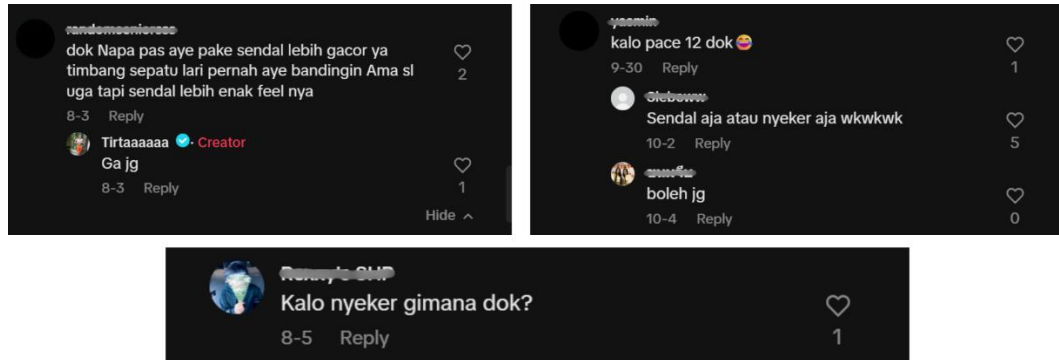 dok Napa pas aye pake sendal lebih gacor ya
timbang sepatu lari pernah aye bandingin Ama sl
uga tapi sendal lebih enak feel nya
2
8-3 Reply
Tirtaaaaaa · Creator
Ga jg
8-3 Reply
1
Hide
yasmin
kalo pace 12 dok😂
9-30 Reply
1
Sleboww
Sendal aja atau nyeker aja wkwkwk
10-2 Reply
5
boleh jg
10-4 Reply
0
Kalo nyeker gimana dok?
8-5 Reply
1